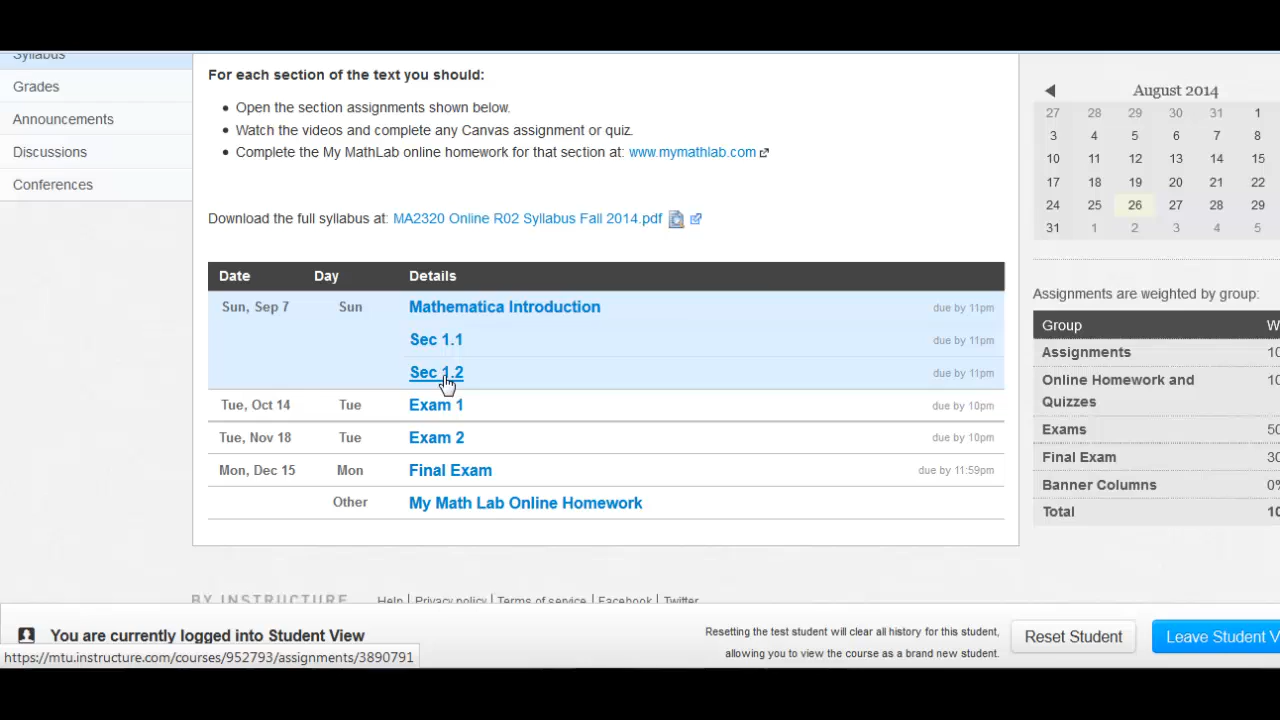 Syllabus
Grades
Announcements
Discussions
Conferences
For each section of the text you should:
Open the section assignments shown below.
Watch the videos and complete any Canvas assignment or quiz.
Complete the My MathLab online homework for that section at: www.mymathlab.com
Download the full syllabus at: MA2320 Online R02 Syllabus Fall 2014.pdf
Date Day Details
Sun, Sep 7 Sun Mathematica Introduction due by 11pm
Sec 1.1 due by 11pm
Sec 1.2 due by 11pm
Tue, Oct 14 Tue Exam 1 due by 10pm
Tue, Nov 18 Tue Exam 2 due by 10pm
Mon, Dec 15 Mon Final Exam due by 11:59pm
Other My Math Lab Online Homework
August 2014
27 28 29 30 31 1
3 4 5 6 7 8
10 11 12 13 14 15
17 18 19 20 21 22
24 25 26 27 28 29
31 1 2 3 4 5
Assignments are weighted by group:
Group W
Assignments 10
Online Homework and
Quizzes 10
Exams 50
Final Exam 30
Banner Columns 0%
Total 10
BY INSTRUCTURE Help | Privacy policy | Terms of service | Facebook | Twitter
You are currently logged into Student View
Resetting the test student will clear all history for this student,
allowing you to view the course as a brand new student.
Reset Student
Leave Student V
https://mtu.instructure.com/courses/952793/assignments/3890791